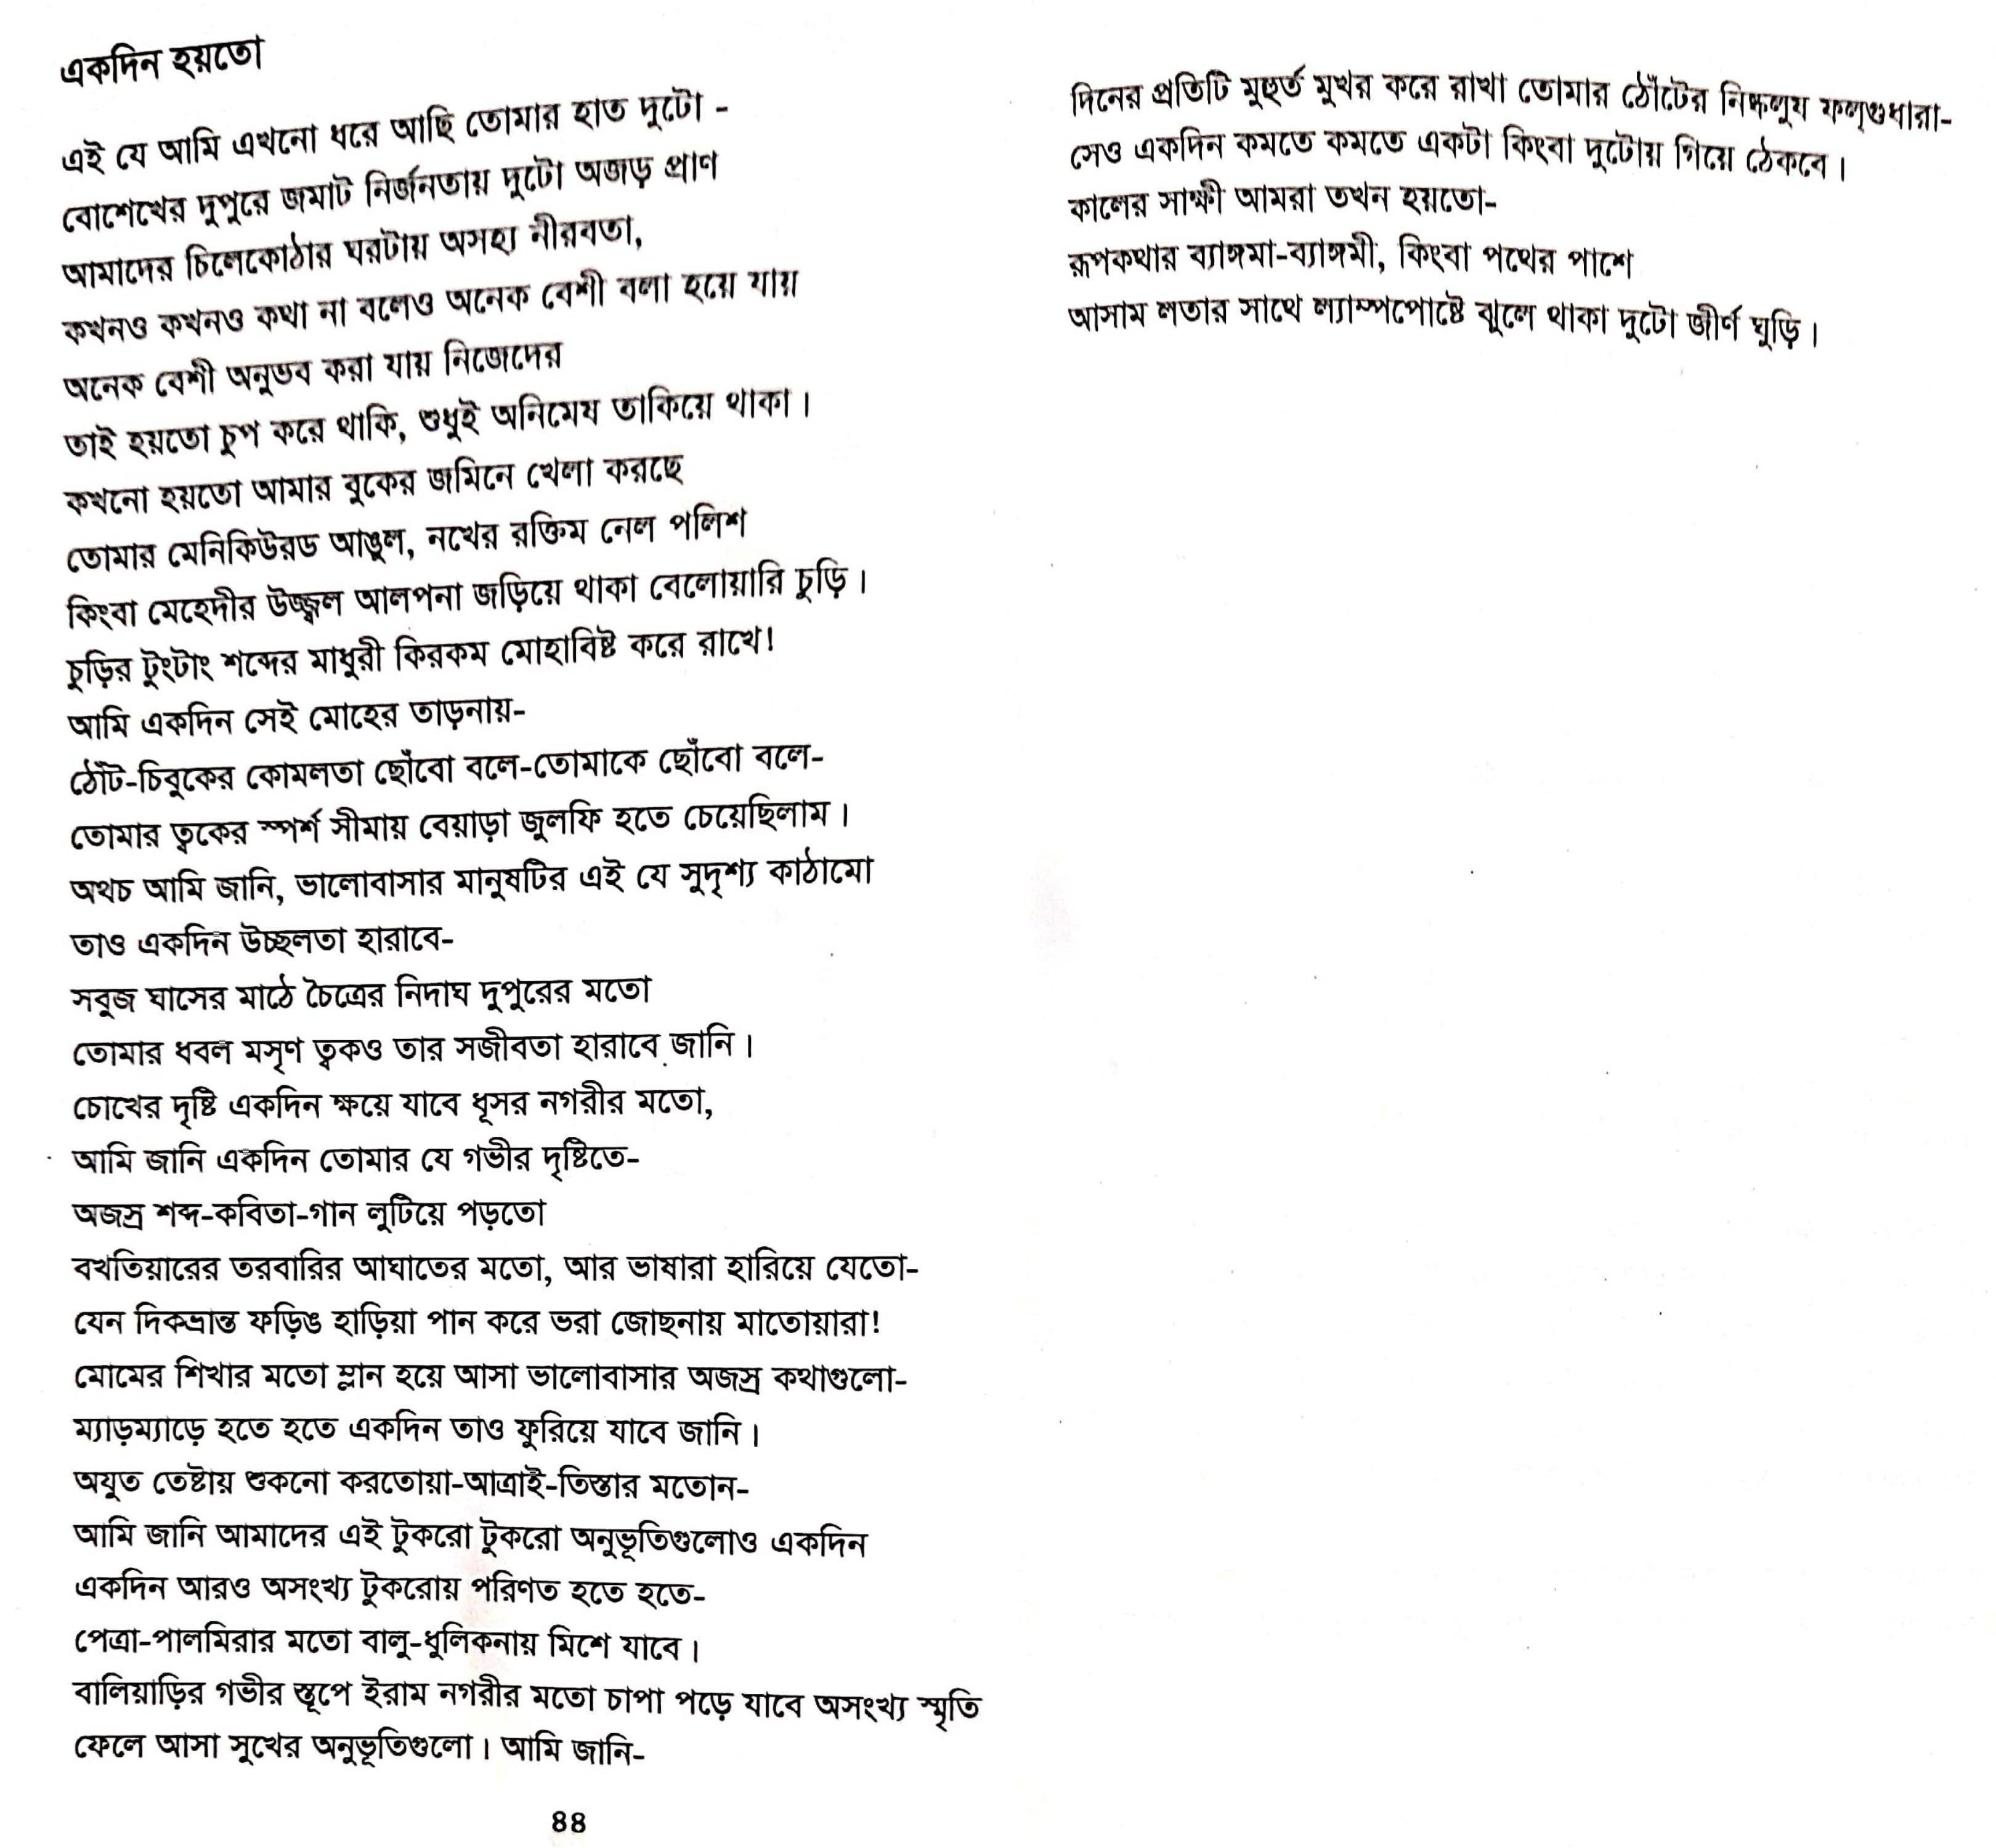 একদিন হয়তো
এই যে আমি এখনো ধরে আছি তোমার হাত দুটো -
বোশেখের দুপুরে জমাট নির্জনতায় দুটো অজড় প্রাণ
আমাদের চিলেকোঠার ঘরটায় অসহ্য নীরবতা,
কখনও কখনও কথা না বলেও অনেক বেশী বলা হয়ে যায়
অনেক বেশী অনুভব করা যায় নিজেদের
তাই হয়তো চুপ করে থাকি, শুধুই অনিমেষ তাকিয়ে থাকা।
কখনো হয়তো আমার বুকের জমিনে খেলা করছে
তোমার মেনিকিউরড আঙুল, নখের রক্তিম নেল পলিশ
কিংবা মেহেদীর উজ্জ্বল আলপনা জড়িয়ে থাকা বেলোয়ারি চুড়ি।
চুড়ির টুংটাং শব্দের মাধুরী কিরকম মোহাবিষ্ট করে রাখে!
আমি একদিন সেই মোহের তাড়নায়-
ঠোঁট-চিবুকের কোমলতা ছোঁবো বলে-তোমাকে ছোঁবো বলে-
তোমার ত্বকের স্পর্শ সীমায় বেয়াড়া জুলফি হতে চেয়েছিলাম।
অথচ আমি জানি, ভালোবাসার মানুষটির এই যে সুদৃশ্য কাঠামো
তাও একদিন উচ্ছলতা হারাবে-
সবুজ ঘাসের মাঠে চৈত্রের নিদাঘ দুপুরের মতো
তোমার ধবল মসৃণ ত্বকও তার সজীবতা হারাবে জানি।
চোখের দৃষ্টি একদিন ক্ষয়ে যাবে ধূসর নগরীর মতো,
আমি জানি একদিন তোমার যে গভীর দৃষ্টিতে-
অজস্র শব্দ-কবিতা-গান লুটিয়ে পড়তো
বখতিয়ারের তরবারির আঘাতের মতো, আর ভাষারা হারিয়ে যেতো-
যেন দিকভ্রান্ত ফড়িঙ হাড়িয়া পান করে ভরা জোছনায় মাতোয়ারা!
মোমের শিখার মতো ম্লান হয়ে আসা ভালোবাসার অজস্র কথাগুলো-
ম্যাড়ম্যাড়ে হতে হতে একদিন তাও ফুরিয়ে যাবে জানি।
অযুত তেষ্টায় শুকনো করতোয়া-আত্রাই-তিস্তার মতোন-
আমি জানি আমাদের এই টুকরো টুকরো অনুভূতিগুলোও একদিন
একদিন আরও অসংখ্য টুকরোয় পরিণত হতে হতে-
পেত্রা-পালমিরার মতো বালু-ধুলিকনায় মিশে যাবে।
বালিয়াড়ির গভীর স্তূপে ইরাম নগরীর মতো চাপা পড়ে যাবে অসংখ্য স্মৃতি
ফেলে আসা সুখের অনুভূতিগুলো। আমি জানি-
88
দিনের প্রতিটি মুহুর্ত মুখর করে রাখা তোমার ঠোঁটের নিষ্কলুষ ফল্গুধারা-
সেও একদিন কমতে কমতে একটা কিংবা দুটোয় গিয়ে ঠেকবে।
কালের সাক্ষী আমরা তখন হয়তো-
রূপকথার ব্যাঙ্গমা-ব্যাঙ্গমী, কিংবা পথের পাশে
আসাম লতার সাথে ল্যাম্পপোষ্টে ঝুলে থাকা দুটো জীর্ণ ঘুড়ি।